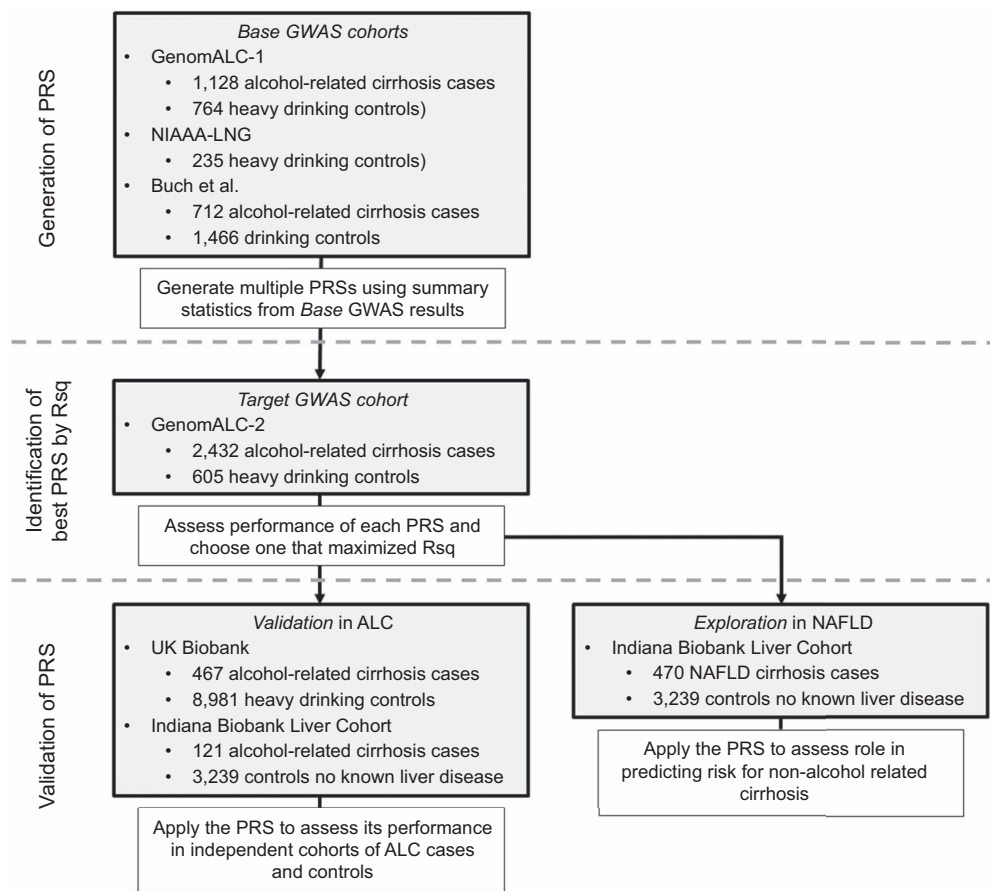 Generation of PRS
Base GWAS cohorts
• GenomALC-1
• 1,128 alcohol-related cirrhosis cases
• 764 heavy drinking controls)
• NIAAA-LNG
• 235 heavy drinking controls)
• Buch et al.
• 712 alcohol-related cirrhosis cases
• 1,466 drinking controls
Generate multiple PRSs using summary
statistics from Base GWAS results
Identification of
best PRS by Rsq
Target GWAS cohort
• GenomALC-2
• 2,432 alcohol-related cirrhosis cases
• 605 heavy drinking controls
Assess performance of each PRS and
choose one that maximized Rsq
Validation of PRS
Validation in ALC
• UK Biobank
• 467 alcohol-related cirrhosis cases
• 8,981 heavy drinking controls
• Indiana Biobank Liver Cohort
• 121 alcohol-related cirrhosis cases
• 3,239 controls no known liver disease
Apply the PRS to assess its performance
in independent cohorts of ALC cases
and controls
Exploration in NAFLD
• Indiana Biobank Liver Cohort
• 470 NAFLD cirrhosis cases
• 3,239 controls no known liver disease
Apply the PRS to assess role in
predicting risk for non-alcohol related
cirrhosis